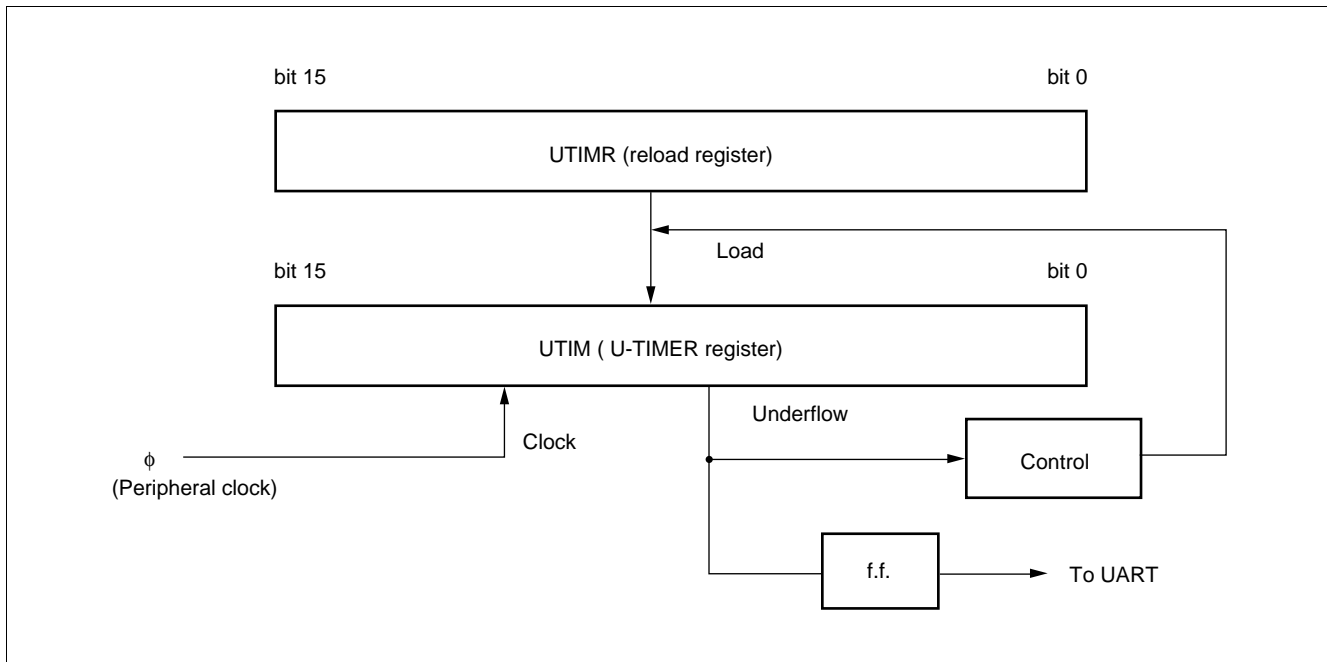 bit 15
bit 0
UTIMR (reload register)
Load
bit 15
bit 0
UTIM ( U-TIMER register)
Underflow
Clock
ϕ
(Peripheral clock)
Control
f.f.
To UART